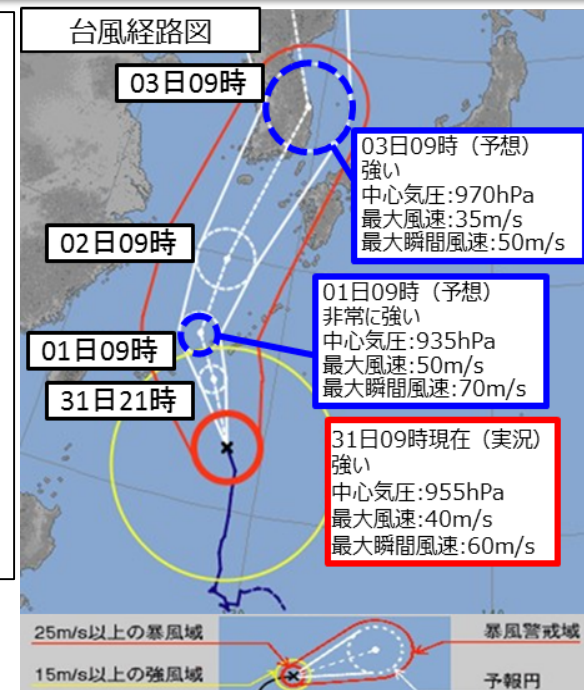 台風経路図
03日09時
03日09時（予想）
強い
中心気圧:970hPa
最大風速:35m/s
最大瞬間風速:50m/s
02日09時
01日09時（予想）
非常に強い
中心気圧:935hPa
最大風速:50m/s
最大瞬間風速:70m/s
01日09時
31日21時
31日09時現在（実況）
強い
中心気圧:955hPa
最大風速:40m/s
最大瞬間風速:60m/s
140
25m/s以上の暴風域
暴風警戒域
15m/s以上の強風域
予報円